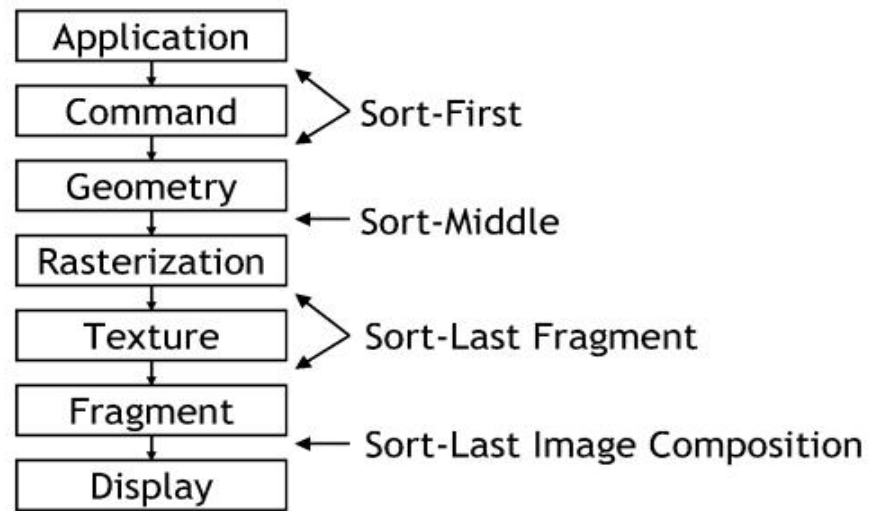 Application
Command
Sort-First
Geometry
Sort-Middle
Rasterization
Texture
Sort-Last Fragment
Fragment
Sort-Last Image Composition
Display